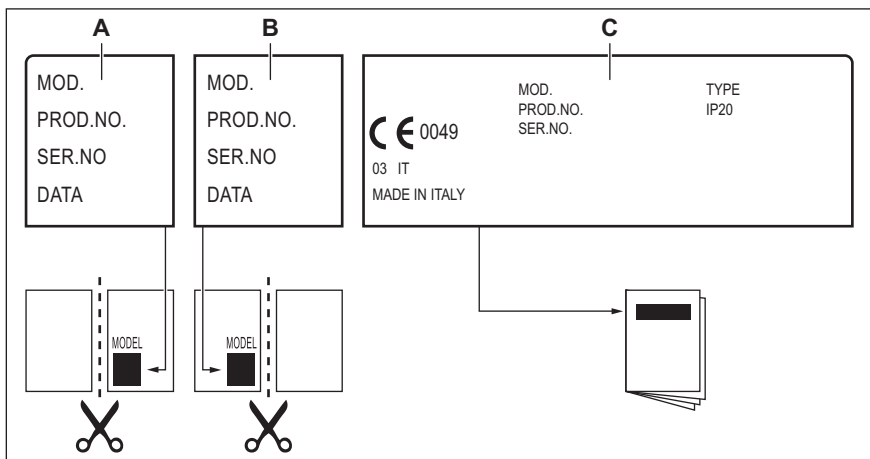 A
B
C
MOD.
PROD.NO.
SER.NO
DATA
MOD.
PROD.NO.
SER.NO
DATA
MOD.
PROD.NO.
SER.NO.
TYPE
IP20
CE 0049
03 IT
MADE IN ITALY
MODEL
MODEL